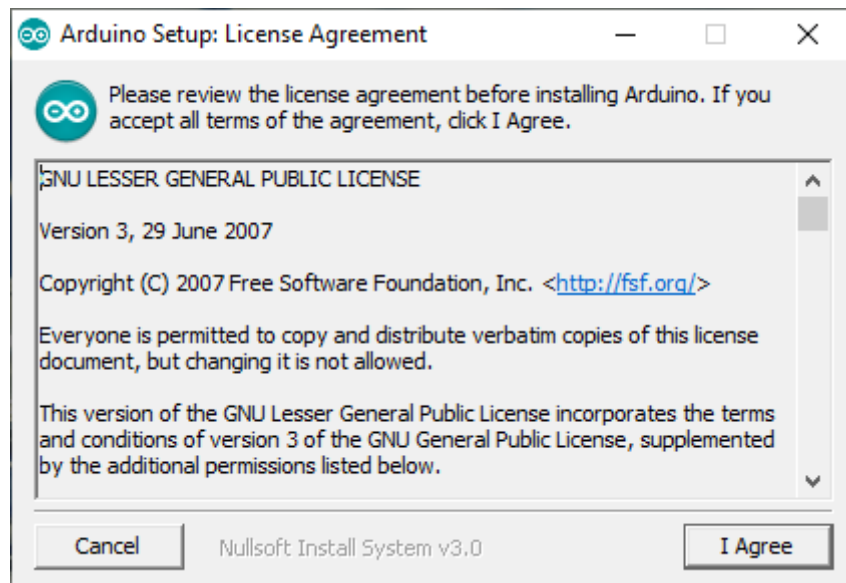 Arduino Setup: License Agreement
Please review the license agreement before installing Arduino. If you
accept all terms of the agreement, click I Agree.
GNU LESSER GENERAL PUBLIC LICENSE
Version 3, 29 June 2007
Copyright (C) 2007 Free Software Foundation, Inc. <http://fsf.org/>
Everyone is permitted to copy and distribute verbatim copies of this license
document, but changing it is not allowed.
This version of the GNU Lesser General Public License incorporates the terms
and conditions of version 3 of the GNU General Public License, supplemented
by the additional permissions listed below.
Cancel
Nullsoft Install System v3.0
I Agree